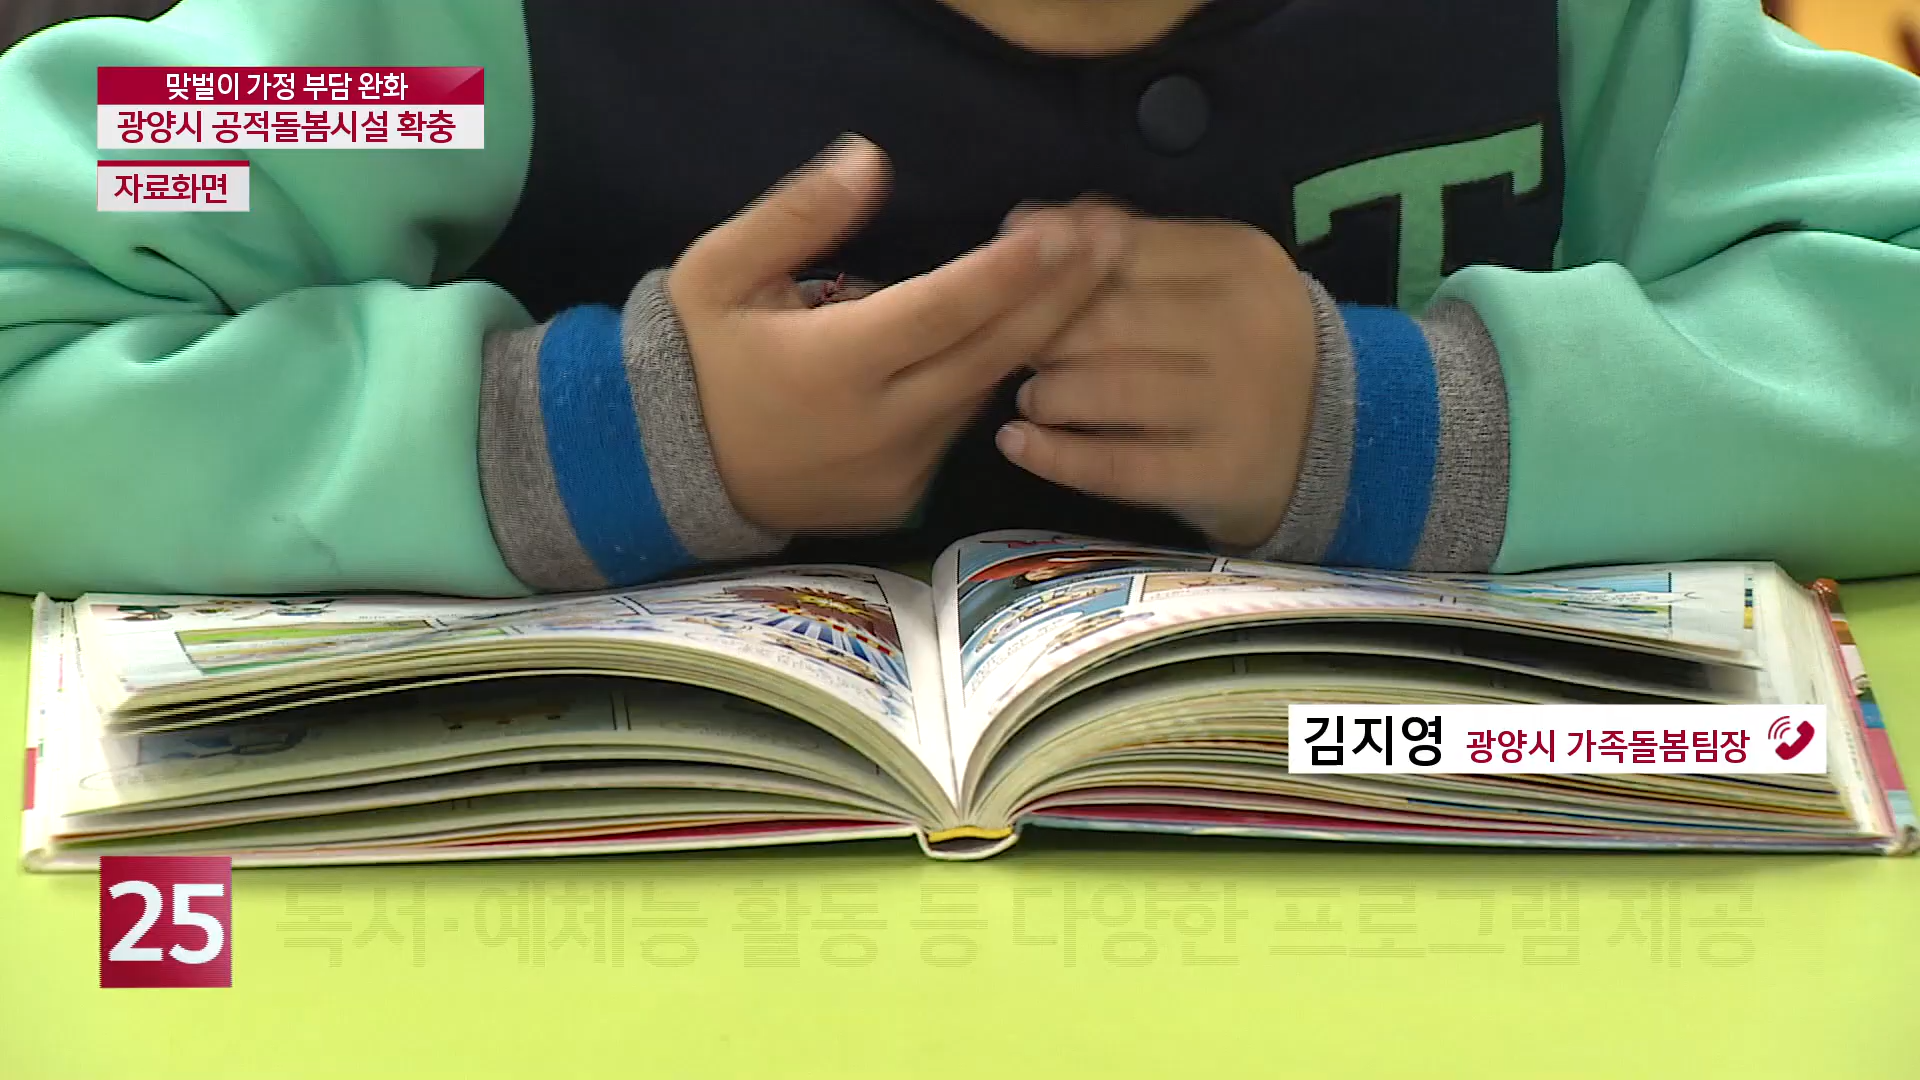 맞벌이 가정 부담 완화
광양시 공적돌봄시설 확충
자료화면
김지영 광양시 가족돌봄팀장
25 독서·예체능 활동 등 다양한 프로그램 제공